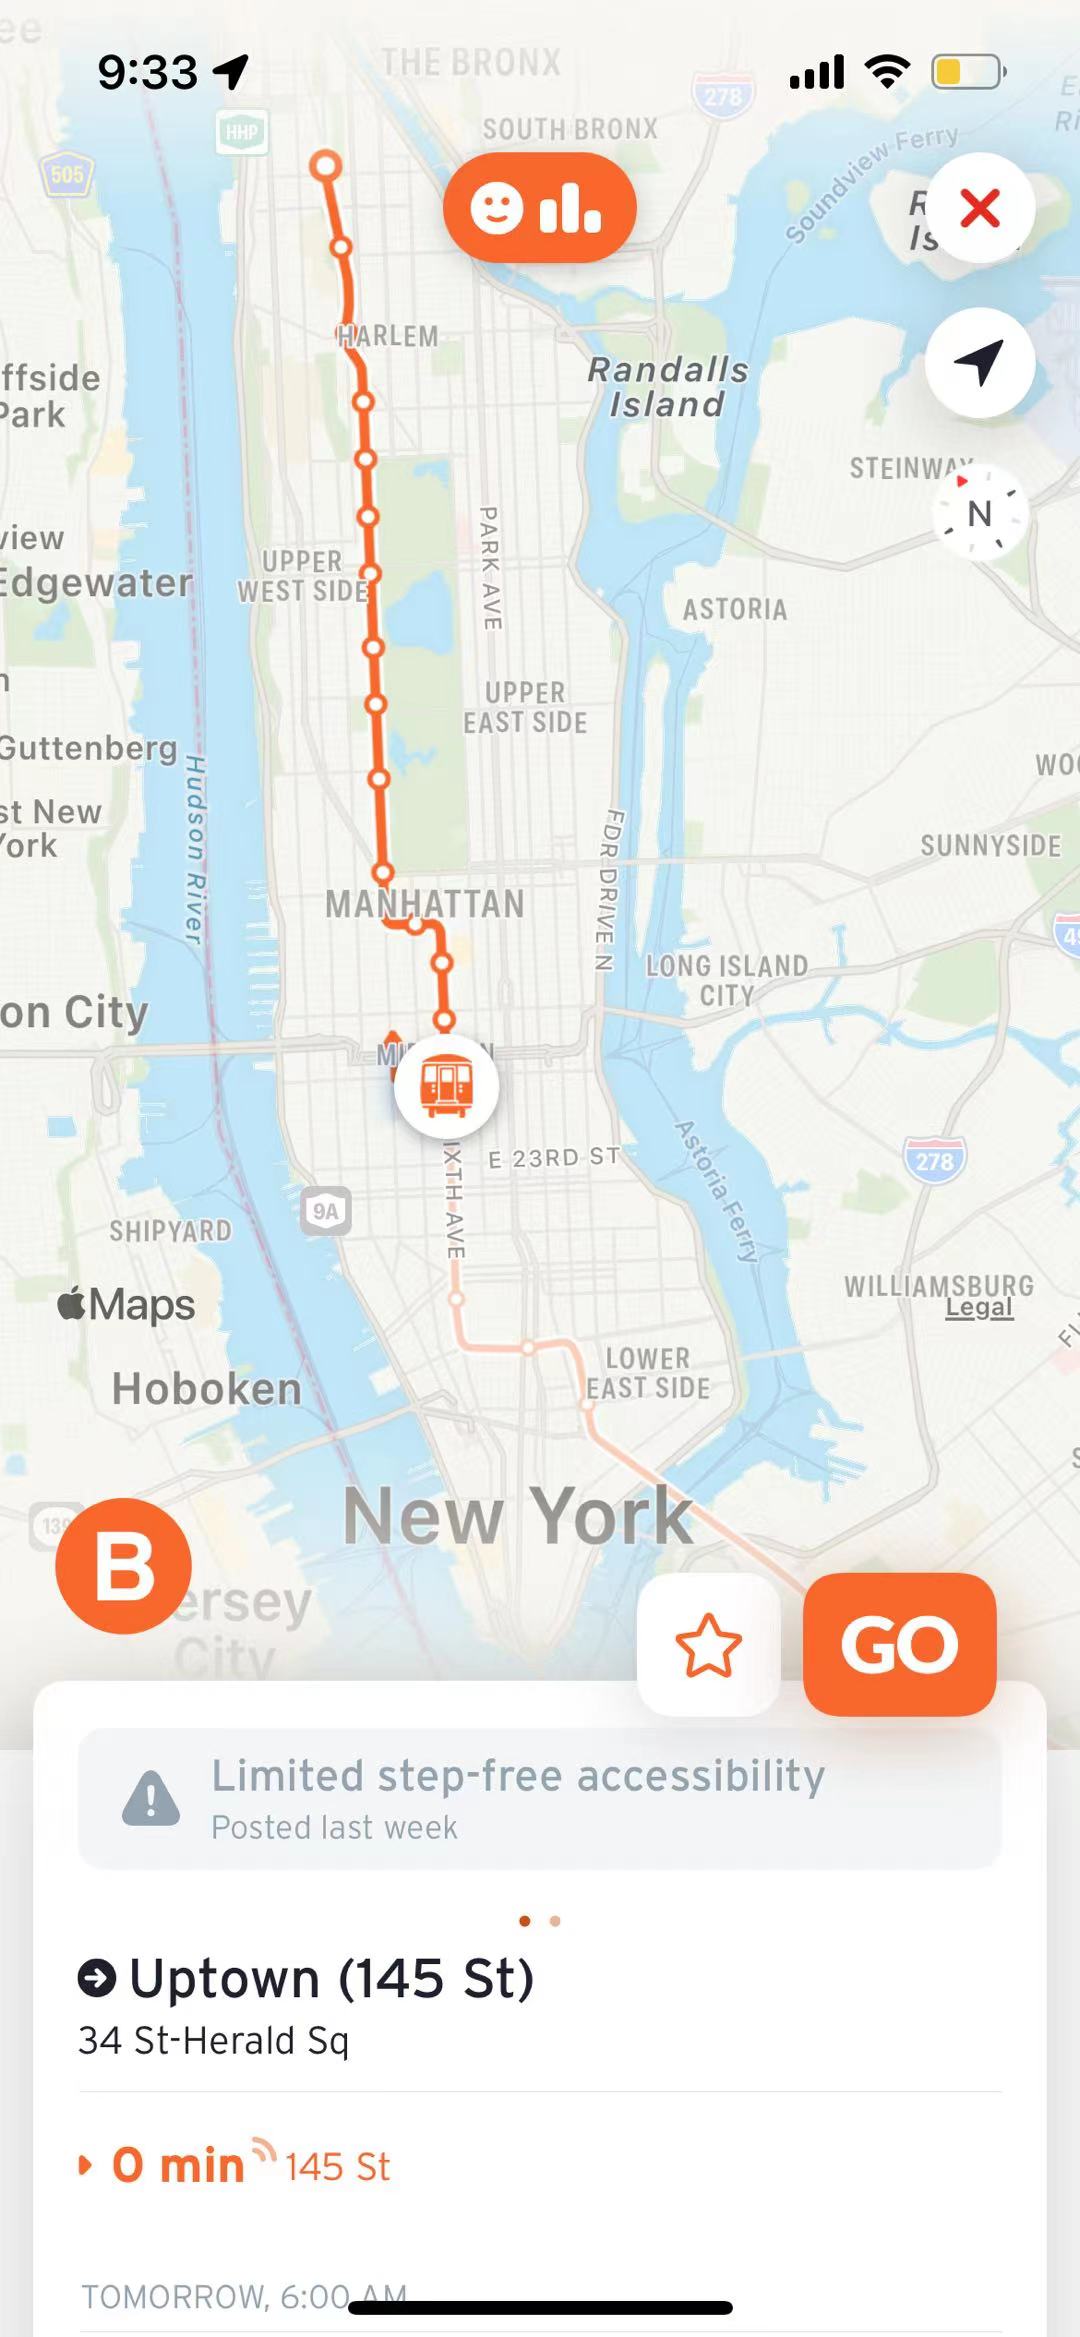 9:33
THE BRONX
278
HHP
SOUTH BRONX
Soundview Ferry
505
HARLEM
Randalls
Island
ffside
Park
STEINWAY
N
PARK AVE
view
Edgewater
UPPER
WEST SIDE
ASTORIA
UPPER
EAST SIDE
Guttenberg
Hudson River
st New
York
FDR DRIVE N
SUNNYSIDE
MANHATTAN
LONG ISLAND
CITY
on City
E 23RD ST
IXTH AVE
Astoria Ferry
278
9A
SHIPYARD
WILLIAMSBURG
Legal
Maps
LOWER
EAST SIDE
Hoboken
New York
139
B
ersey
City
GO
Limited step-free accessibility
Posted last week
Uptown (145 St)
34 St-Herald Sq
0 min 145 St
TOMORROW, 6:00 AM